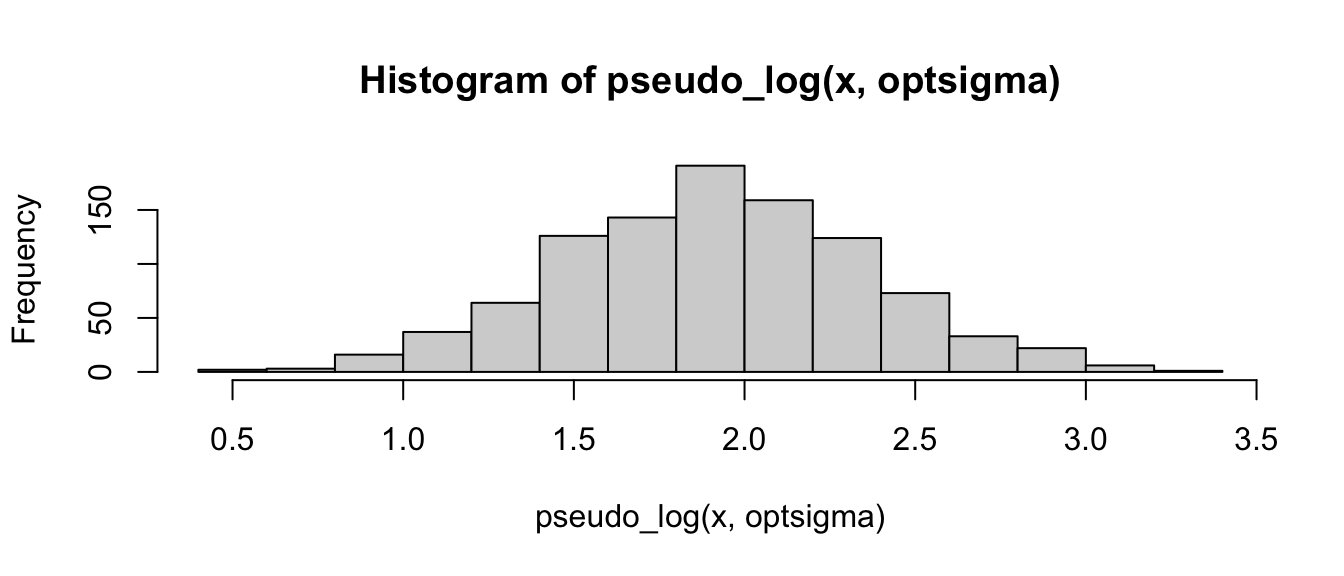 Histogram of pseudo_log(x, optsigma)
Frequency
150
50
0
0.5 1.0 1.5 2.0 2.5 3.0 3.5
pseudo_log(x, optsigma)